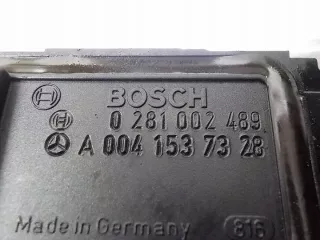 BOSCH
0 281 002 489
A 004 153 73 28
Made in Germany 816